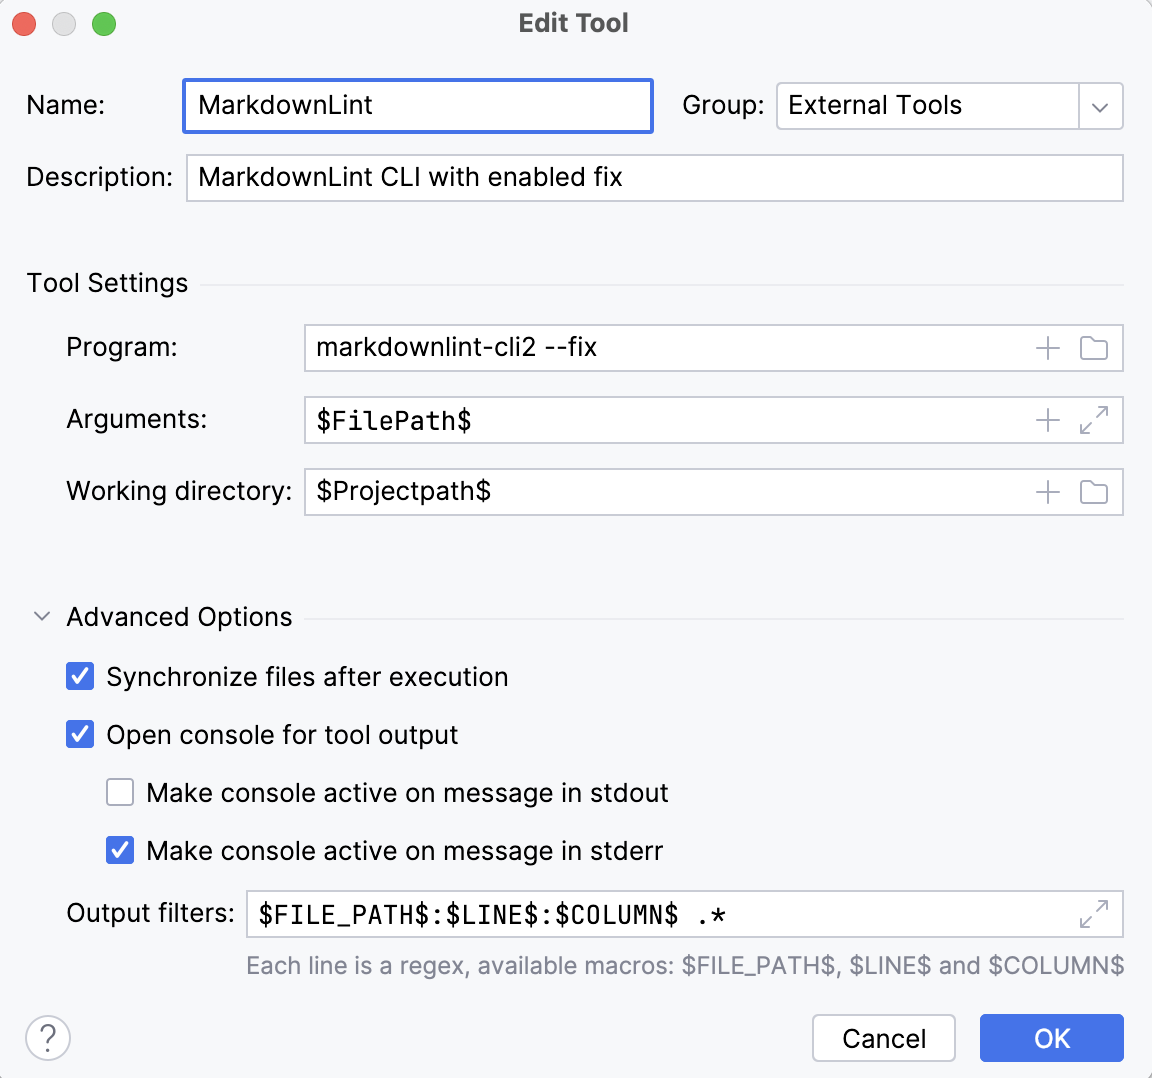 Edit Tool
Name: MarkdownLint Group: External Tools
Description: MarkdownLint CLI with enabled fix
Tool Settings
Program: markdownlint-cli2 --fix
Arguments: $FilePath$
Working directory: $Projectpath$
Advanced Options
Synchronize files after execution
Open console for tool output
Make console active on message in stdout
Make console active on message in stderr
Output filters: $FILE_PATH$:$LINE$:$COLUMN$ .*
Each line is a regex, available macros: $FILE_PATH$, $LINE$ and $COLUMN$
? Cancel OK